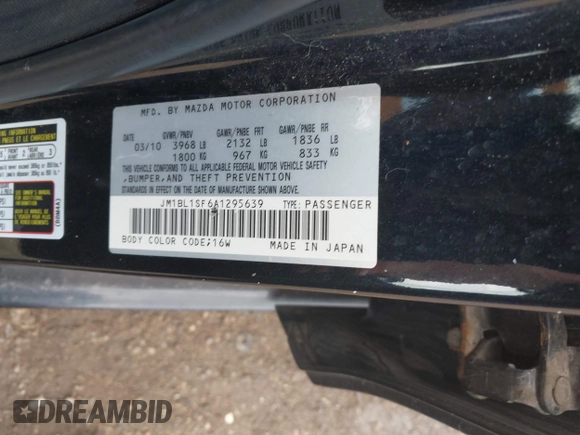 MFD. BY MAZDA MOTOR CORPORATION
GVWR/PNBV GAWR/PNBE FRT GAWR/PNBE RR
03/10 3968 LB 2132 LB 1836 LB
1800 KG 967 KG 833 KG
THIS VEHICLE CONFORMS TO ALL APPLICABLE FEDERAL MOTOR VEHICLE SAFETY
,BUMPER,AND THEFT PREVENTION
STANDARDS IN EFFECT ON THE DATE OF MANUFACTURE SHOWN ABOVE.
JM1BL1SF6A1295639 TYPE: PASSENGER
BODY COLOR CODE;16W
MADE IN JAPAN
(BBM4A)
DREAMBID